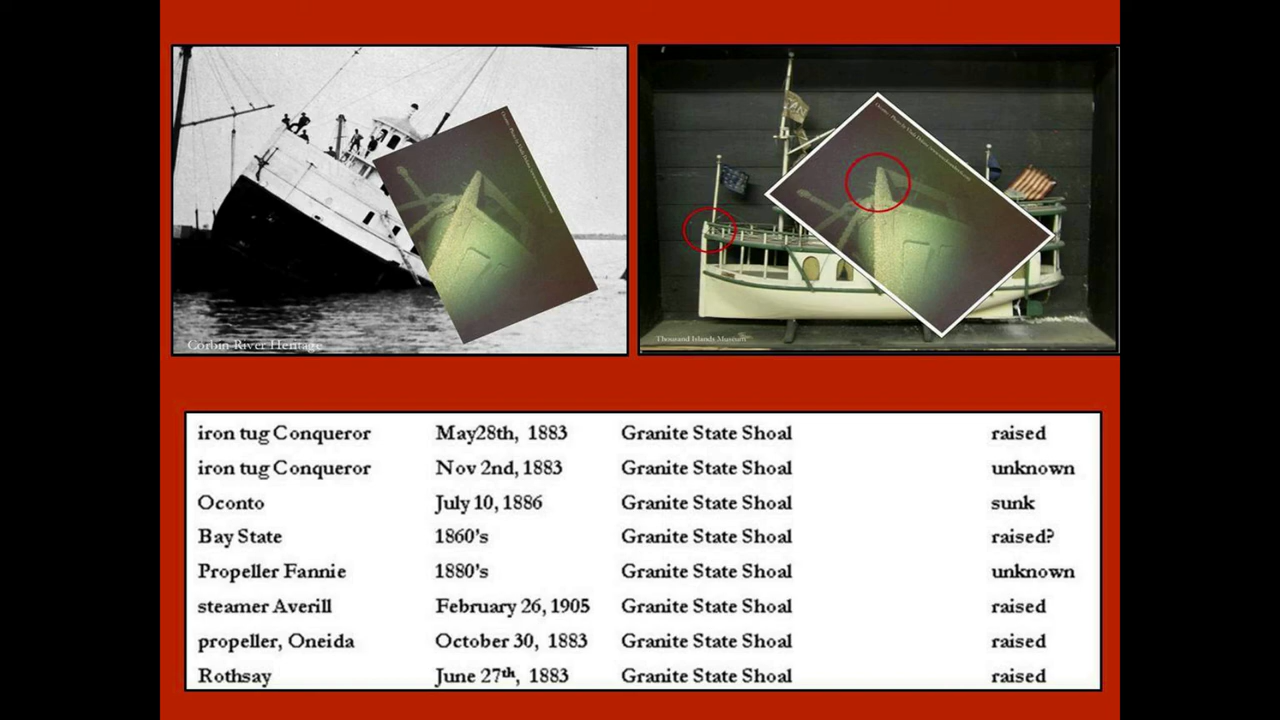 Corbin River Heritage
Thousand Islands Museum
iron tug Conqueror May28th, 1883 Granite State Shoal raised
iron tug Conqueror Nov 2nd, 1883 Granite State Shoal unknown
Oconto July 10, 1886 Granite State Shoal sunk
Bay State 1860's Granite State Shoal raised?
Propeller Fannie 1880's Granite State Shoal unknown
steamer Averill February 26, 1905 Granite State Shoal raised
propeller, Oneida October 30, 1883 Granite State Shoal raised
Rothsay June 27th, 1883 Granite State Shoal raised